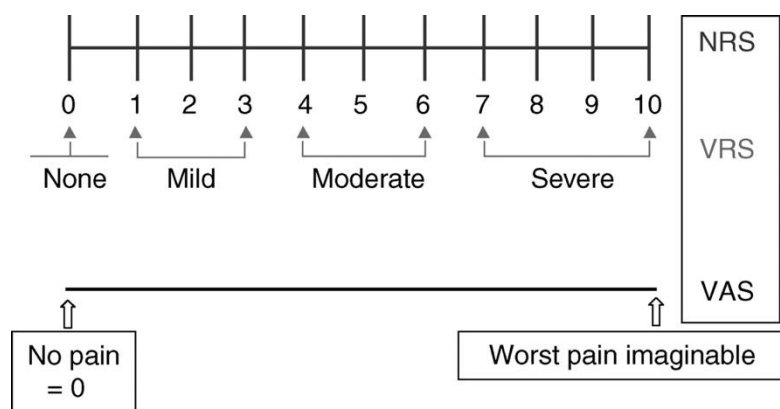 NRS
0 1 2 3 4 5 6 7 8 9 10
VRS
None Mild Moderate Severe
VAS
No pain
= 0
Worst pain imaginable